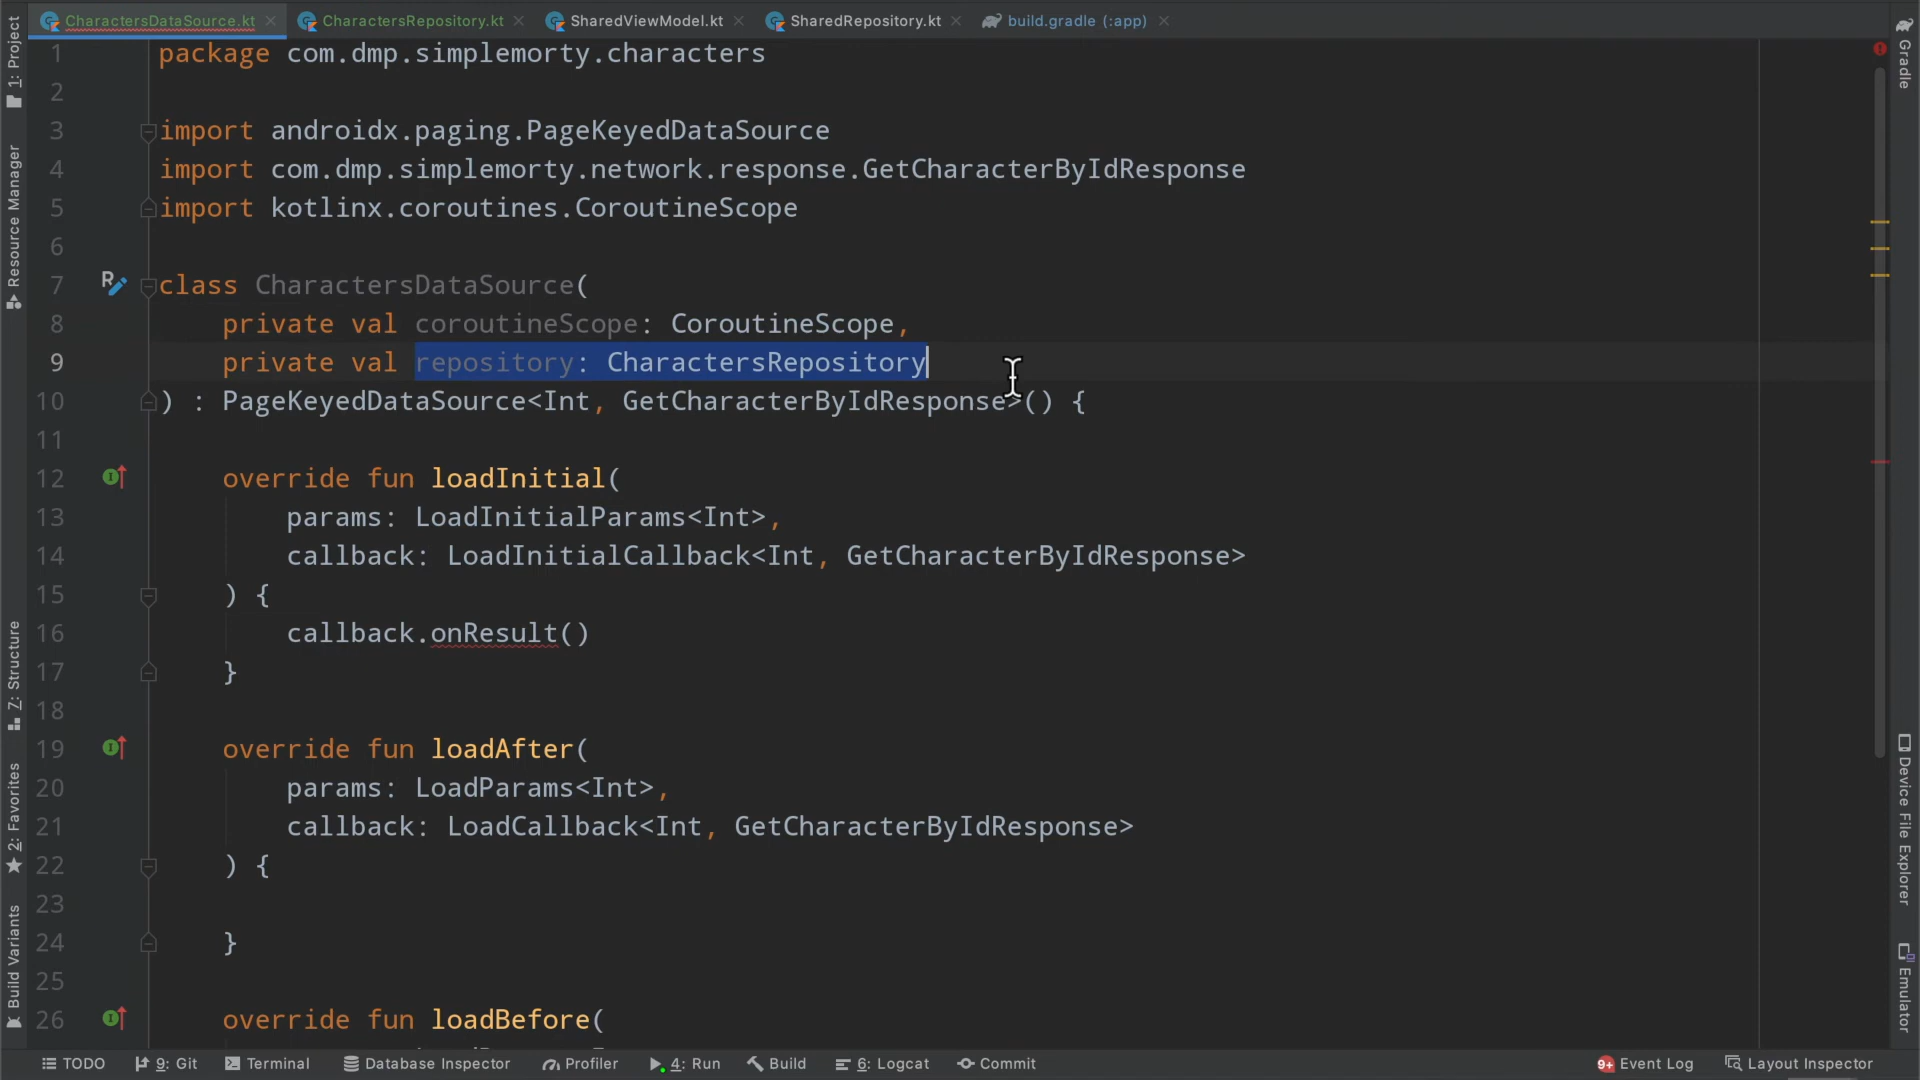 CharactersDataSource.kt CharactersRepository.kt SharedViewModel.kt SharedRepository.kt build.gradle (:app)
1 package com.dmp.simplemorty.characters
2
3 import androidx.paging.PageKeyedDataSource
4 import com.dmp.simplemorty.network.response.GetCharacterByIdResponse
5 import kotlinx.coroutines.CoroutineScope
6
7 class CharactersDataSource(
8 private val coroutineScope: CoroutineScope,
9 private val repository: CharactersRepository
10 ) : PageKeyedDataSource<Int, GetCharacterByIdResponse>() {
11
12 override fun loadInitial(
13 params: LoadInitialParams<Int>,
14 callback: LoadInitialCallback<Int, GetCharacterByIdResponse>
15 ) {
16 callback.onResult()
17 }
18
19 override fun loadAfter(
20 params: LoadParams<Int>,
21 callback: LoadCallback<Int, GetCharacterByIdResponse>
22 ) {
23
24 }
25
26 override fun loadBefore(
1: Project
Resource Manager
Z: Structure
2: Favorites
Build Variants
Gradle
Device File Explorer
Emulator
TODO 9: Git Terminal Database Inspector Profiler 4: Run Build 6: Logcat Commit 9+ Event Log Layout Inspector